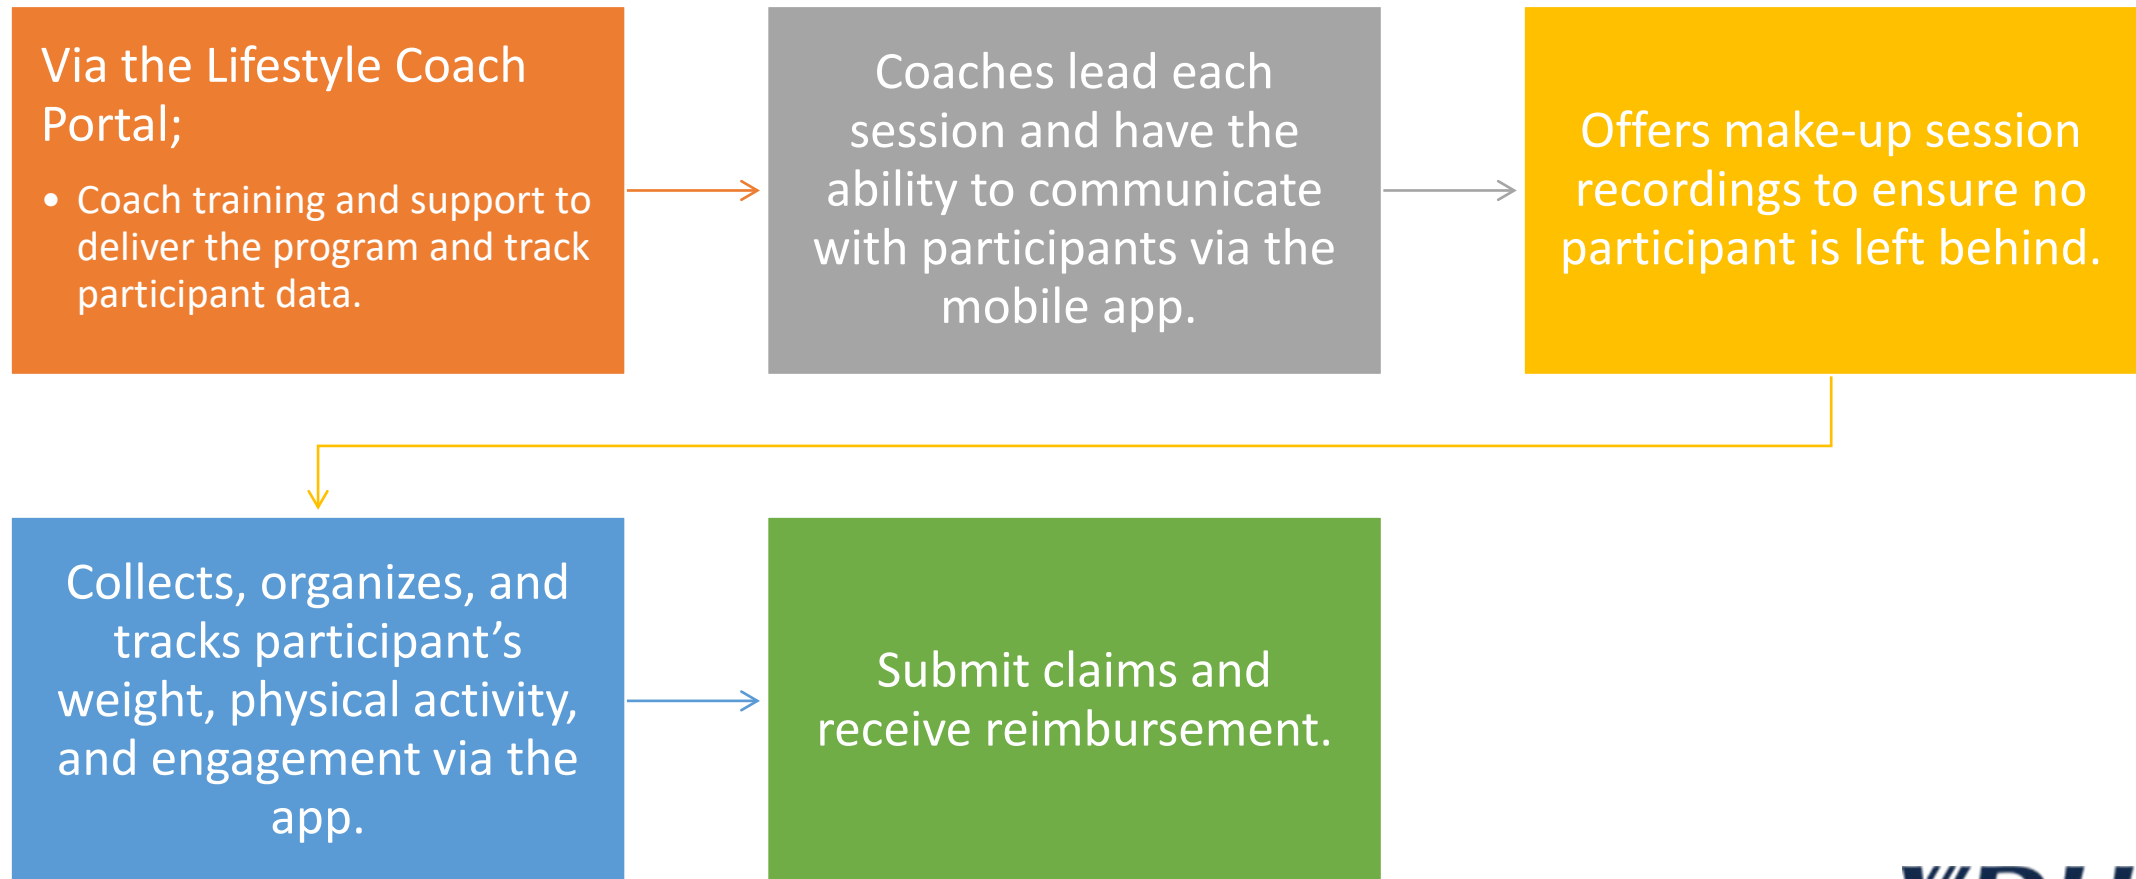 Via the Lifestyle Coach
Portal;
• Coach training and support to
deliver the program and track
participant data.
Coaches lead each
session and have the
ability to communicate
with participants via the
mobile app.
Offers make-up session
recordings to ensure no
participant is left behind.
Collects, organizes, and
tracks participant’s
weight, physical activity,
and engagement via the
app.
Submit claims and
receive reimbursement.